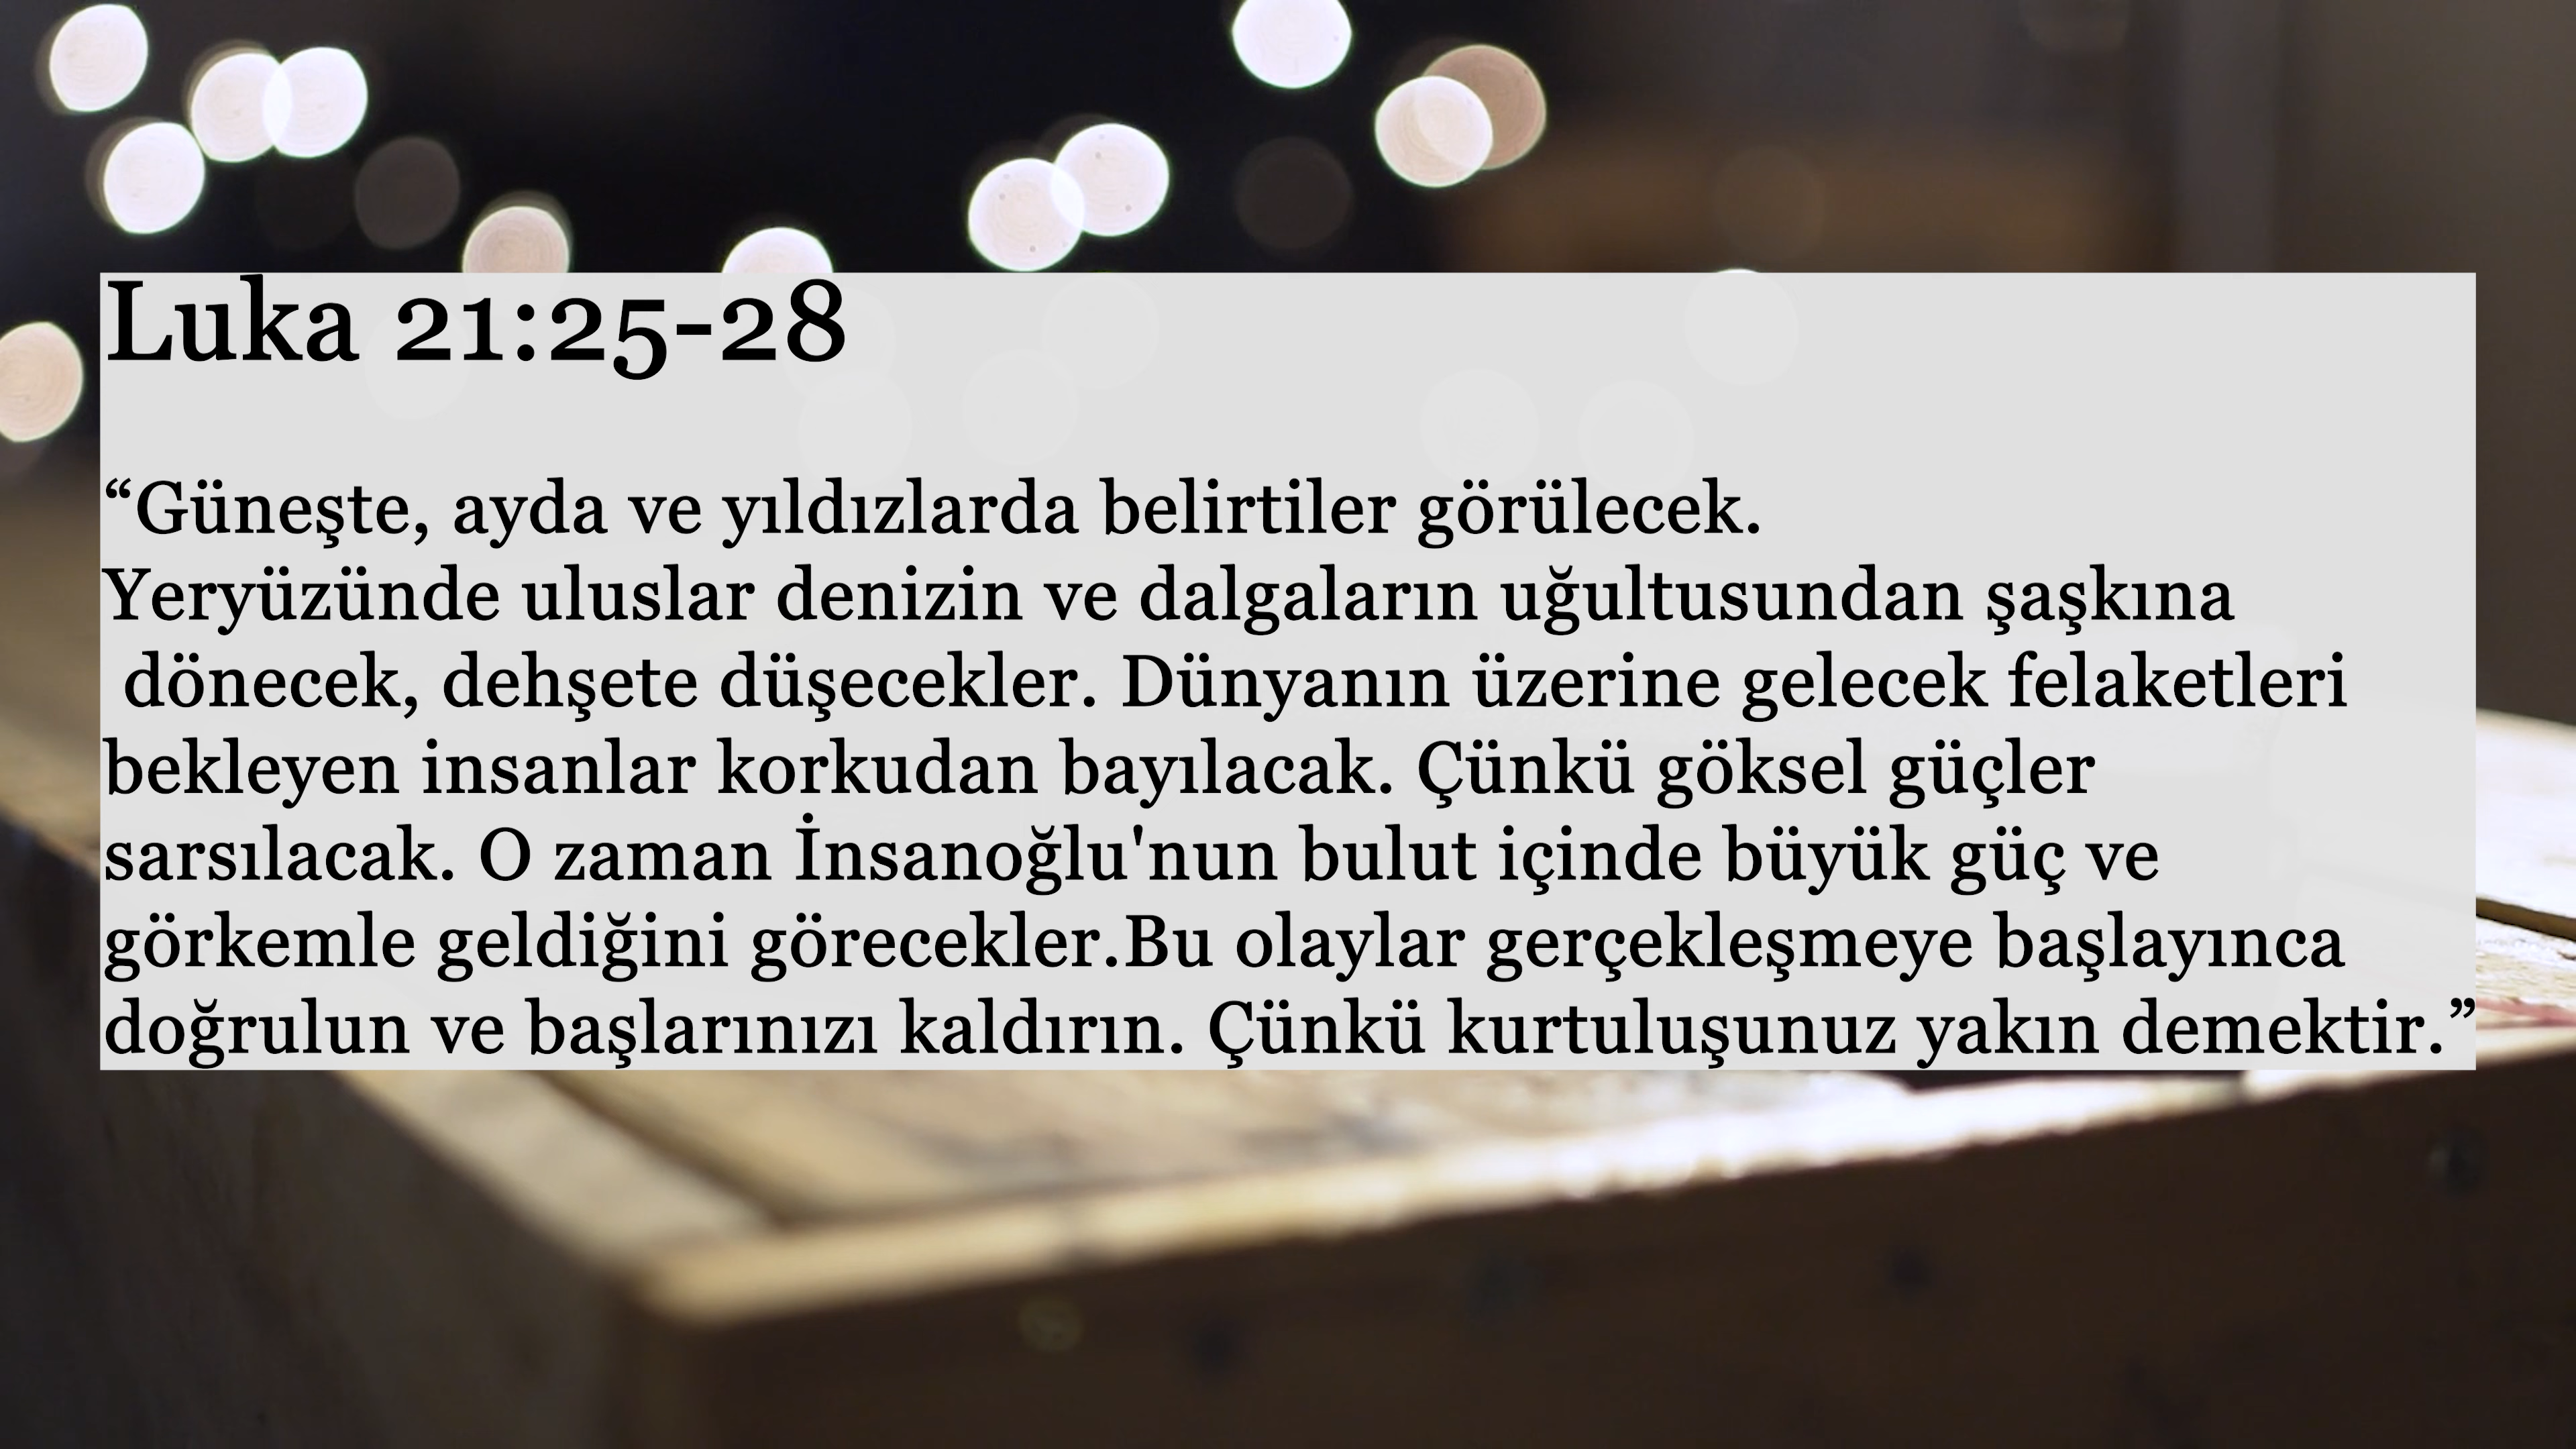 Luka 21:25-28
“Güneşte, ayda ve yıldızlarda belirtiler görülecek.
Yeryüzünde uluslar denizin ve dalgaların uğultusundan şaşkına
dönecek, dehşete düşecekler. Dünyanın üzerine gelecek felaketleri
bekleyen insanlar korkudan bayılacak. Çünkü göksel güçler
sarsılacak. O zaman İnsanoğlu'nun bulut içinde büyük güç ve
görkemle geldiğini görecekler.Bu olaylar gerçekleşmeye başlayınca
doğrulun ve başlarınızı kaldırın. Çünkü kurtuluşunuz yakın demektir.”